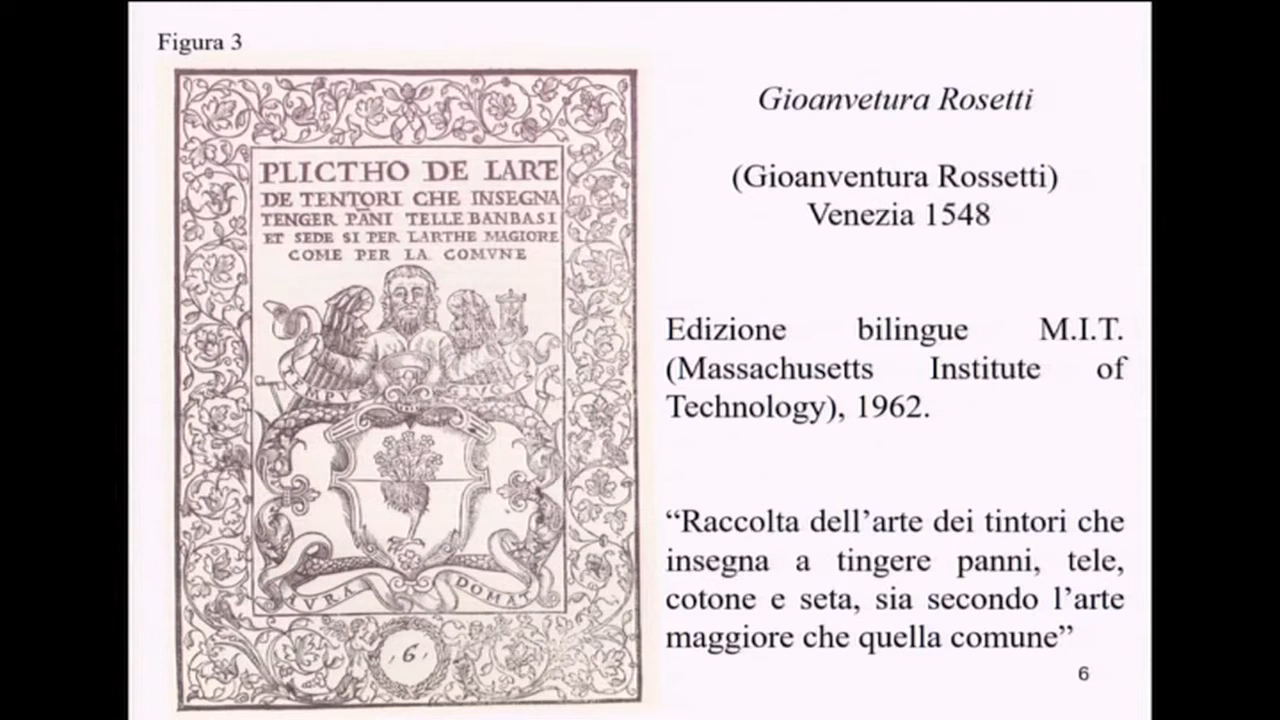 Figura 3
PLICTHO DE LARTE
DE TENTORI CHE INSEGNA
TENGER PĀNI TELLE BANBASI
ET SEDE SI PER LARTHE MAGIORE
COME PER LA COMVNE
TEMPVS
AVRA DOMAT
6
Gioanvetura Rosetti
(Gioanventura Rossetti)
Venezia 1548
Edizione bilingue M.I.T.
(Massachusetts Institute of
Technology), 1962.
“Raccolta dell’arte dei tintori che
insegna a tingere panni, tele,
cotone e seta, sia secondo l’arte
maggiore che quella comune”
6